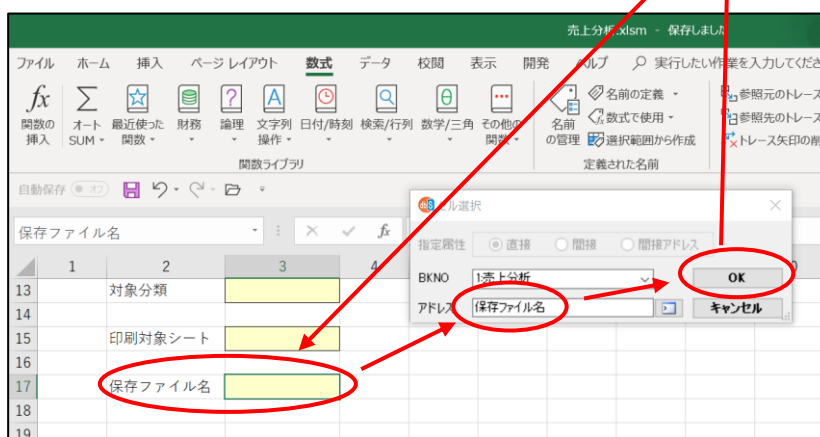 売上分析.xlsm - 保存しました
ファイル ホーム 挿入 ページ レイアウト 数式 データ 校閲 表示 開発 ヘルプ 実行したい作業を入力してくださ
fx Σ ? A θ ...
関数の挿入 オート SUM 最近使った関数 財務 論理 文字列操作 日付/時刻 検索/行列 数学/三角 その他の関数 名前の管理
名前の定義 参照元のトレース
数式で使用 参照先のトレース
選択範囲から作成 トレース矢印の削
関数ライブラリ 定義された名前
自動保存 オフ
セル選択
保存ファイル名 fx
指定属性 直接 間接 間接アドレス
BKNO 1:売上分析 OK
アドレス 保存ファイル名 キャンセル
1 2 3 4
13 対象分類
14
15 印刷対象シート
16
17 保存ファイル名
18
19